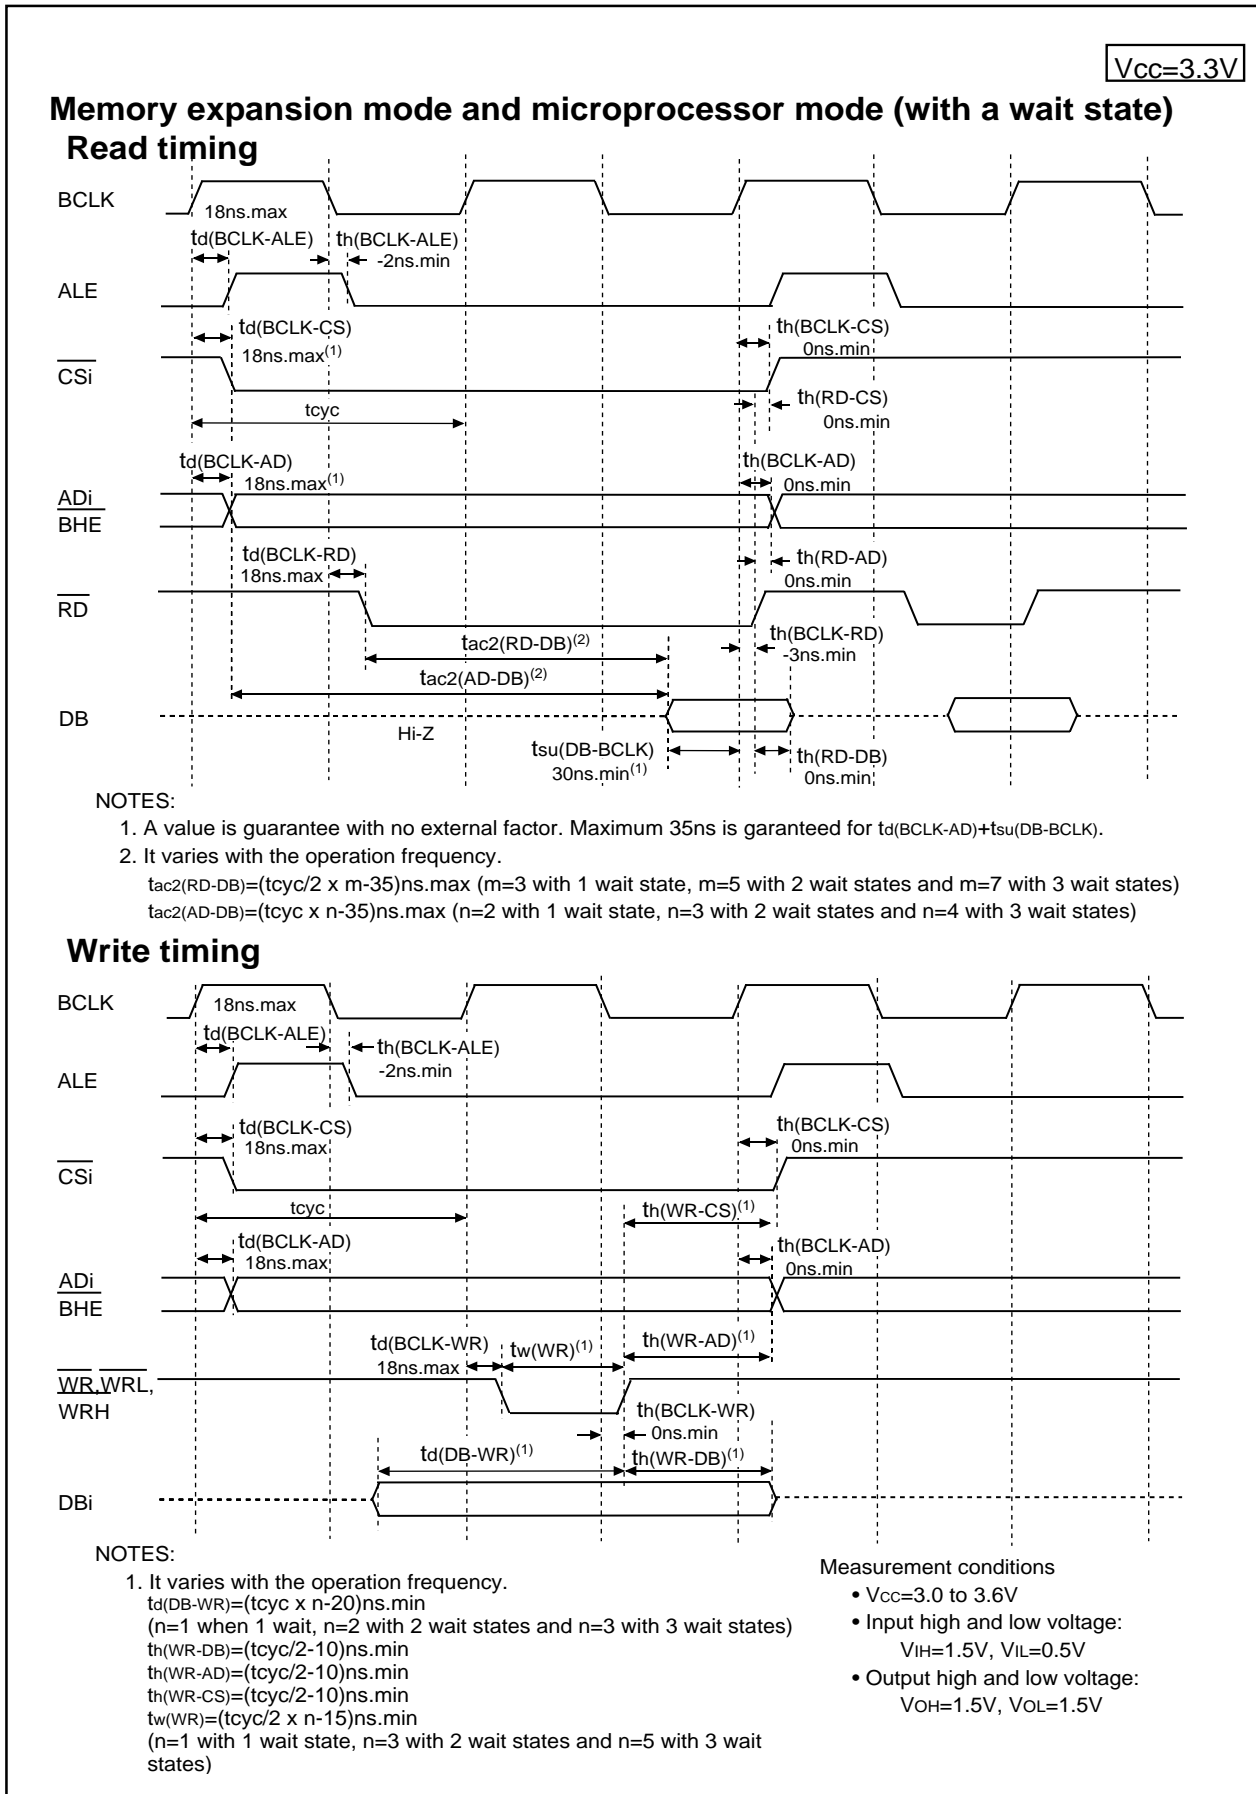 Vcc=3.3V
Memory expansion mode and microprocessor mode (with a wait state)
Read timing
BCLK
18ns.max
td(BCLK-ALE)
th(BCLK-ALE)
-2ns.min
ALE
td(BCLK-CS)
18ns.max(1)
th(BCLK-CS)
0ns.min
CSi
th(RD-CS)
0ns.min
tcyc
td(BCLK-AD)
18ns.max(1)
th(BCLK-AD)
0ns.min
ADi
BHE
td(BCLK-RD)
18ns.max
th(RD-AD)
0ns.min
RD
th(BCLK-RD)
-3ns.min
tac2(RD-DB)(2)
tac2(AD-DB)(2)
DB
Hi-Z
tsu(DB-BCLK)
30ns.min(1)
th(RD-DB)
0ns.min
NOTES:
1. A value is guarantee with no external factor. Maximum 35ns is garanteed for td(BCLK-AD)+tsu(DB-BCLK).
2. It varies with the operation frequency.
tac2(RD-DB)=(tcyc/2 x m-35)ns.max (m=3 with 1 wait state, m=5 with 2 wait states and m=7 with 3 wait states)
tac2(AD-DB)=(tcyc x n-35)ns.max (n=2 with 1 wait state, n=3 with 2 wait states and n=4 with 3 wait states)
Write timing
BCLK
18ns.max
td(BCLK-ALE)
th(BCLK-ALE)
-2ns.min
ALE
td(BCLK-CS)
18ns.max
th(BCLK-CS)
0ns.min
CSi
tcyc
th(WR-CS)(1)
td(BCLK-AD)
18ns.max
th(BCLK-AD)
0ns.min
ADi
BHE
td(BCLK-WR)
18ns.max
tw(WR)(1)
th(WR-AD)(1)
WR,WRL,
WRH
th(BCLK-WR)
0ns.min
td(DB-WR)(1)
th(WR-DB)(1)
DBi
NOTES:
1. It varies with the operation frequency.
td(DB-WR)=(tcyc x n-20)ns.min
(n=1 when 1 wait, n=2 with 2 wait states and n=3 with 3 wait states)
th(WR-DB)=(tcyc/2-10)ns.min
th(WR-AD)=(tcyc/2-10)ns.min
th(WR-CS)=(tcyc/2-10)ns.min
tw(WR)=(tcyc/2 x n-15)ns.min
(n=1 with 1 wait state, n=3 with 2 wait states and n=5 with 3 wait
states)
Measurement conditions
• VCC=3.0 to 3.6V
• Input high and low voltage:
VIH=1.5V, VIL=0.5V
• Output high and low voltage:
VOH=1.5V, VOL=1.5V